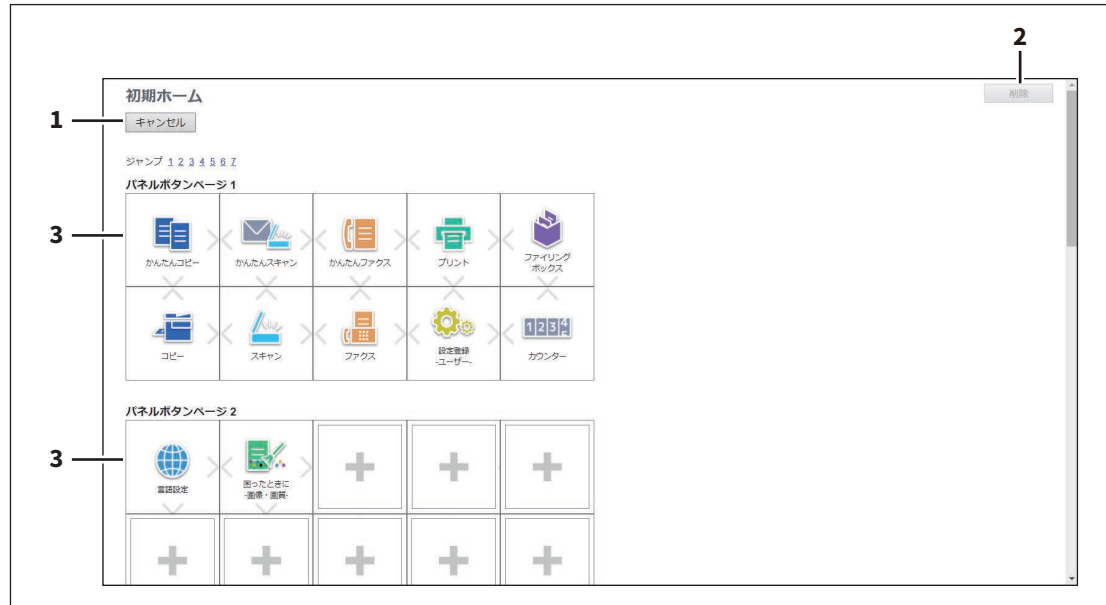 2
初期ホーム
削除
1
キャンセル
ジャンプ 1 2 3 4 5 6 7
パネルボタンページ 1
3
かんたんコピー
かんたんスキャン
かんたんファクス
プリント
ファイリング
ボックス
コピー
スキャン
ファクス
設定登録
-ユーザー-
1234
カウンター
パネルボタンページ 2
3
言語設定
困ったときに
-画像・画質-